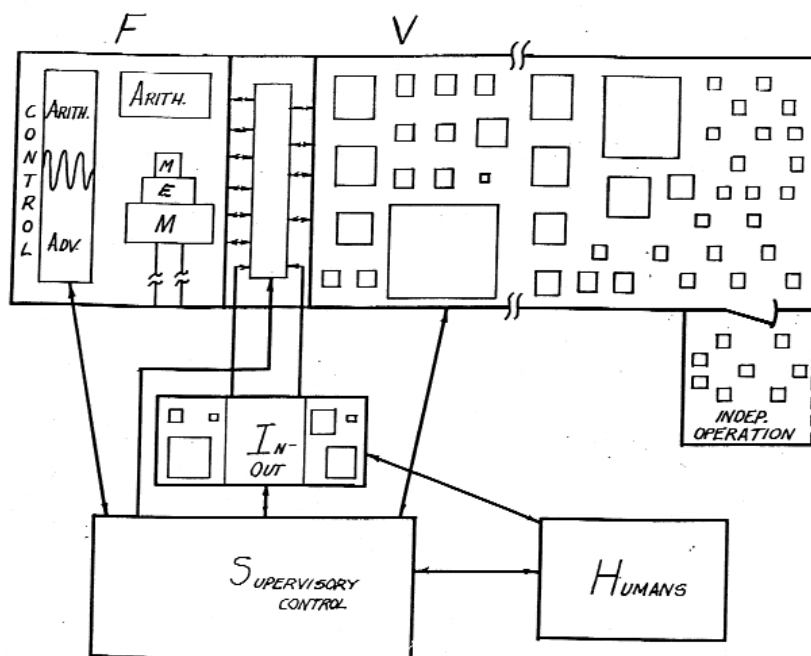 F
V
CONTROL
ARITH.
ADV.
ARITH.
M
E
M
IN-
OUT
INDEP.
OPERATION
SUPERVISORY
CONTROL
HUMANS